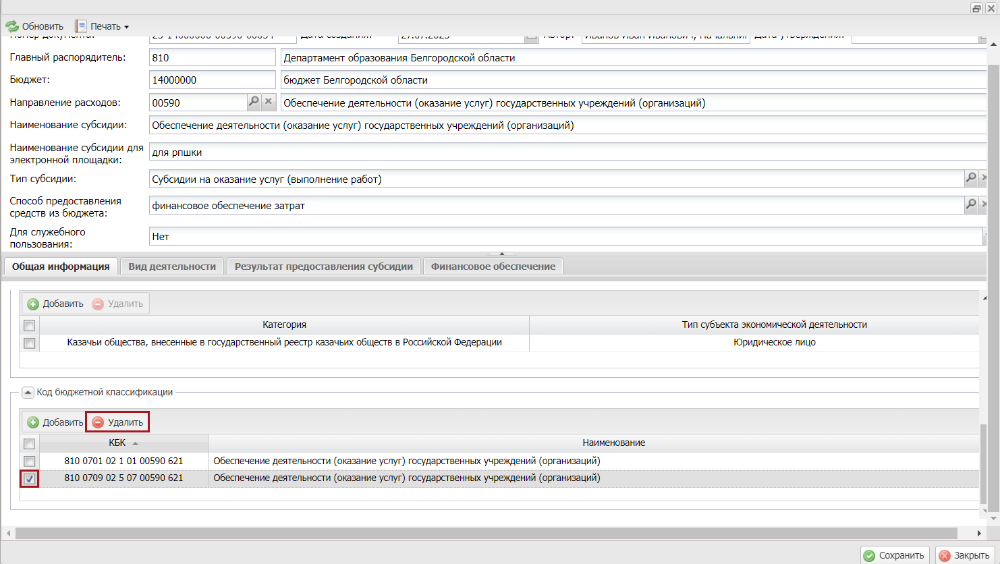 Обновить Печать
Главный распорядитель: 810 Департамент образования Белгородской области
Бюджет: 14000000 бюджет Белгородской области
Направление расходов: 00590 Обеспечение деятельности (оказание услуг) государственных учреждений (организаций)
Наименование субсидии: Обеспечение деятельности (оказание услуг) государственных учреждений (организаций)
Наименование субсидии для
электронной площадки: для рпшки
Тип субсидии: Субсидии на оказание услуг (выполнение работ)
Способ предоставления
средств из бюджета: финансовое обеспечение затрат
Для служебного
пользования: Нет
Общая информация Вид деятельности Результат предоставления субсидии Финансовое обеспечение
Добавить Удалить
Категория Тип субъекта экономической деятельности
Казачьи общества, внесенные в государственный реестр казачьих обществ в Российской Федерации Юридическое лицо
Код бюджетной классификации
Добавить Удалить
КБК Наименование
810 0701 02 1 01 00590 621 Обеспечение деятельности (оказание услуг) государственных учреждений (организаций)
810 0709 02 5 07 00590 621 Обеспечение деятельности (оказание услуг) государственных учреждений (организаций)
Сохранить Закрыть